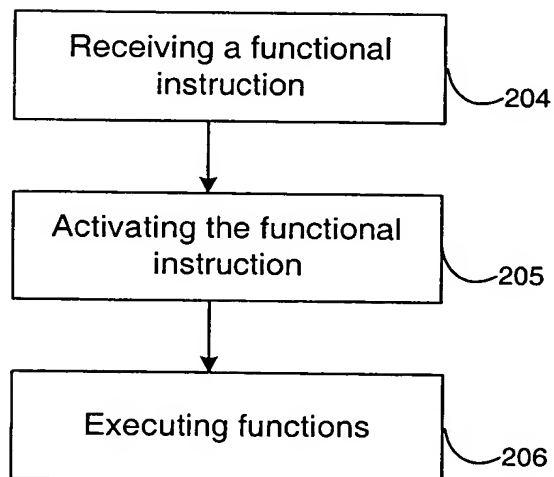 Receiving a functional
instruction
204
Activating the functional
instruction
205
Executing functions
206